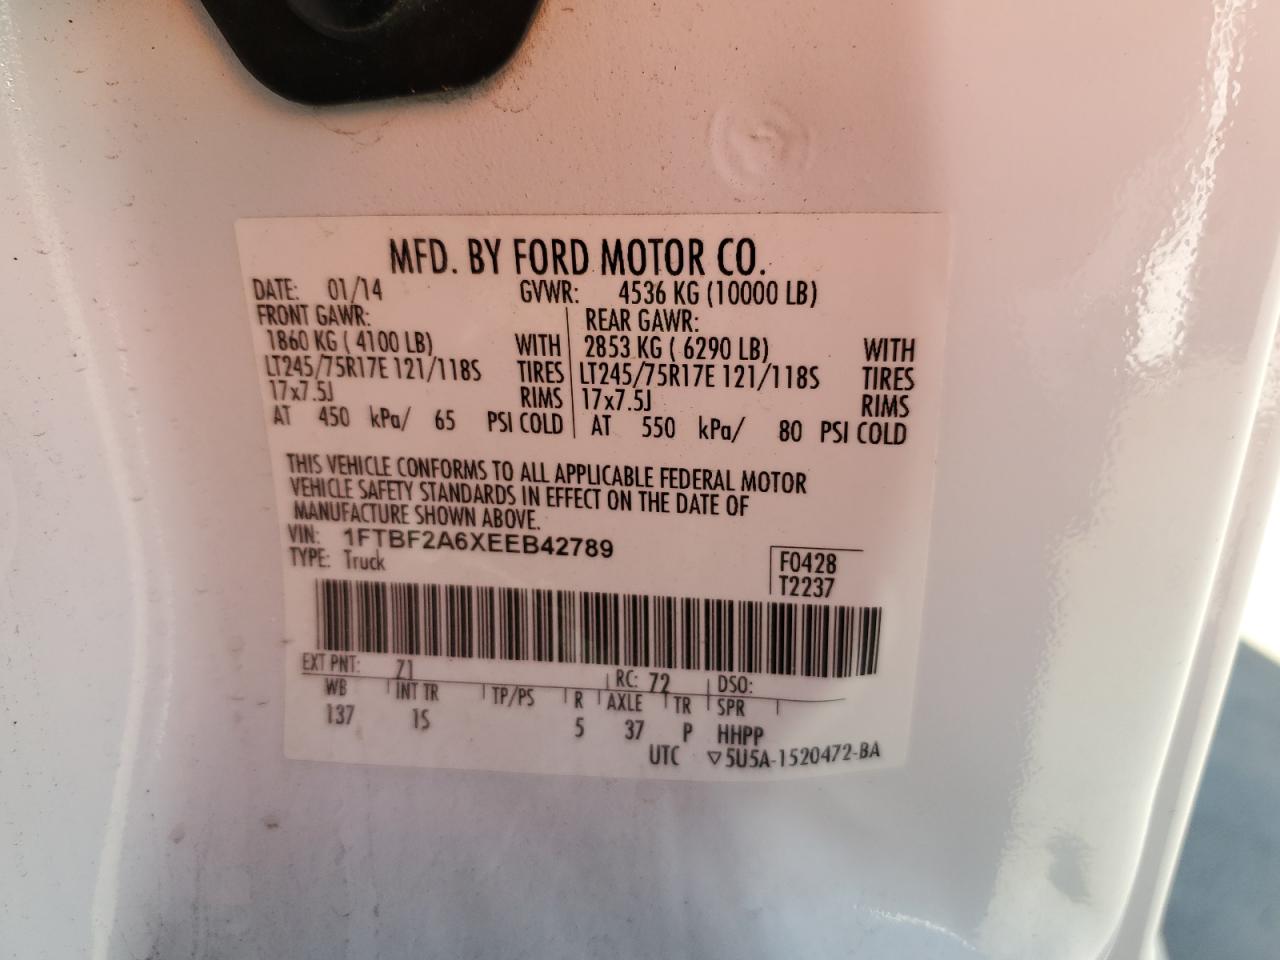 MFD. BY FORD MOTOR CO.
DATE: 01/14 GVWR: 4536 KG (10000 LB)
FRONT GAWR: REAR GAWR:
1860 KG ( 4100 LB) WITH 2853 KG ( 6290 LB) WITH
LT245/75R17E 121/118S TIRES LT245/75R17E 121/118S TIRES
17x7.5J RIMS 17x7.5J RIMS
AT 450 kPa/ 65 PSI COLD AT 550 kPa/ 80 PSI COLD
THIS VEHICLE CONFORMS TO ALL APPLICABLE FEDERAL MOTOR
VEHICLE SAFETY STANDARDS IN EFFECT ON THE DATE OF
MANUFACTURE SHOWN ABOVE.
VIN: 1FTBF2A6XEEB42789
TYPE: Truck
F0428
T2237
EXT PNT: Z1 RC: 72 DSO:
WB INT TR TP/PS R AXLE TR SPR
137 1S 5 37 P HHPP
UTC ▽5U5A-1520472-BA